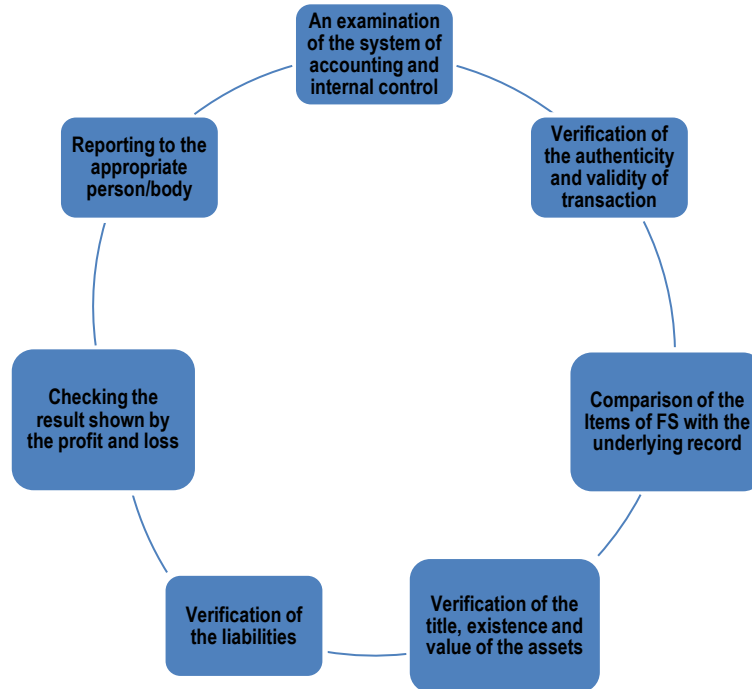 An examination
of the system of
accounting and
internal control
Verification of
the authenticity
and validity of
transaction
Comparison of the
Items of FS with the
underlying record
Verification of the
title, existence and
value of the assets
Verification of
the liabilities
Checking the
result shown by
the profit and loss
Reporting to the
appropriate
person/body